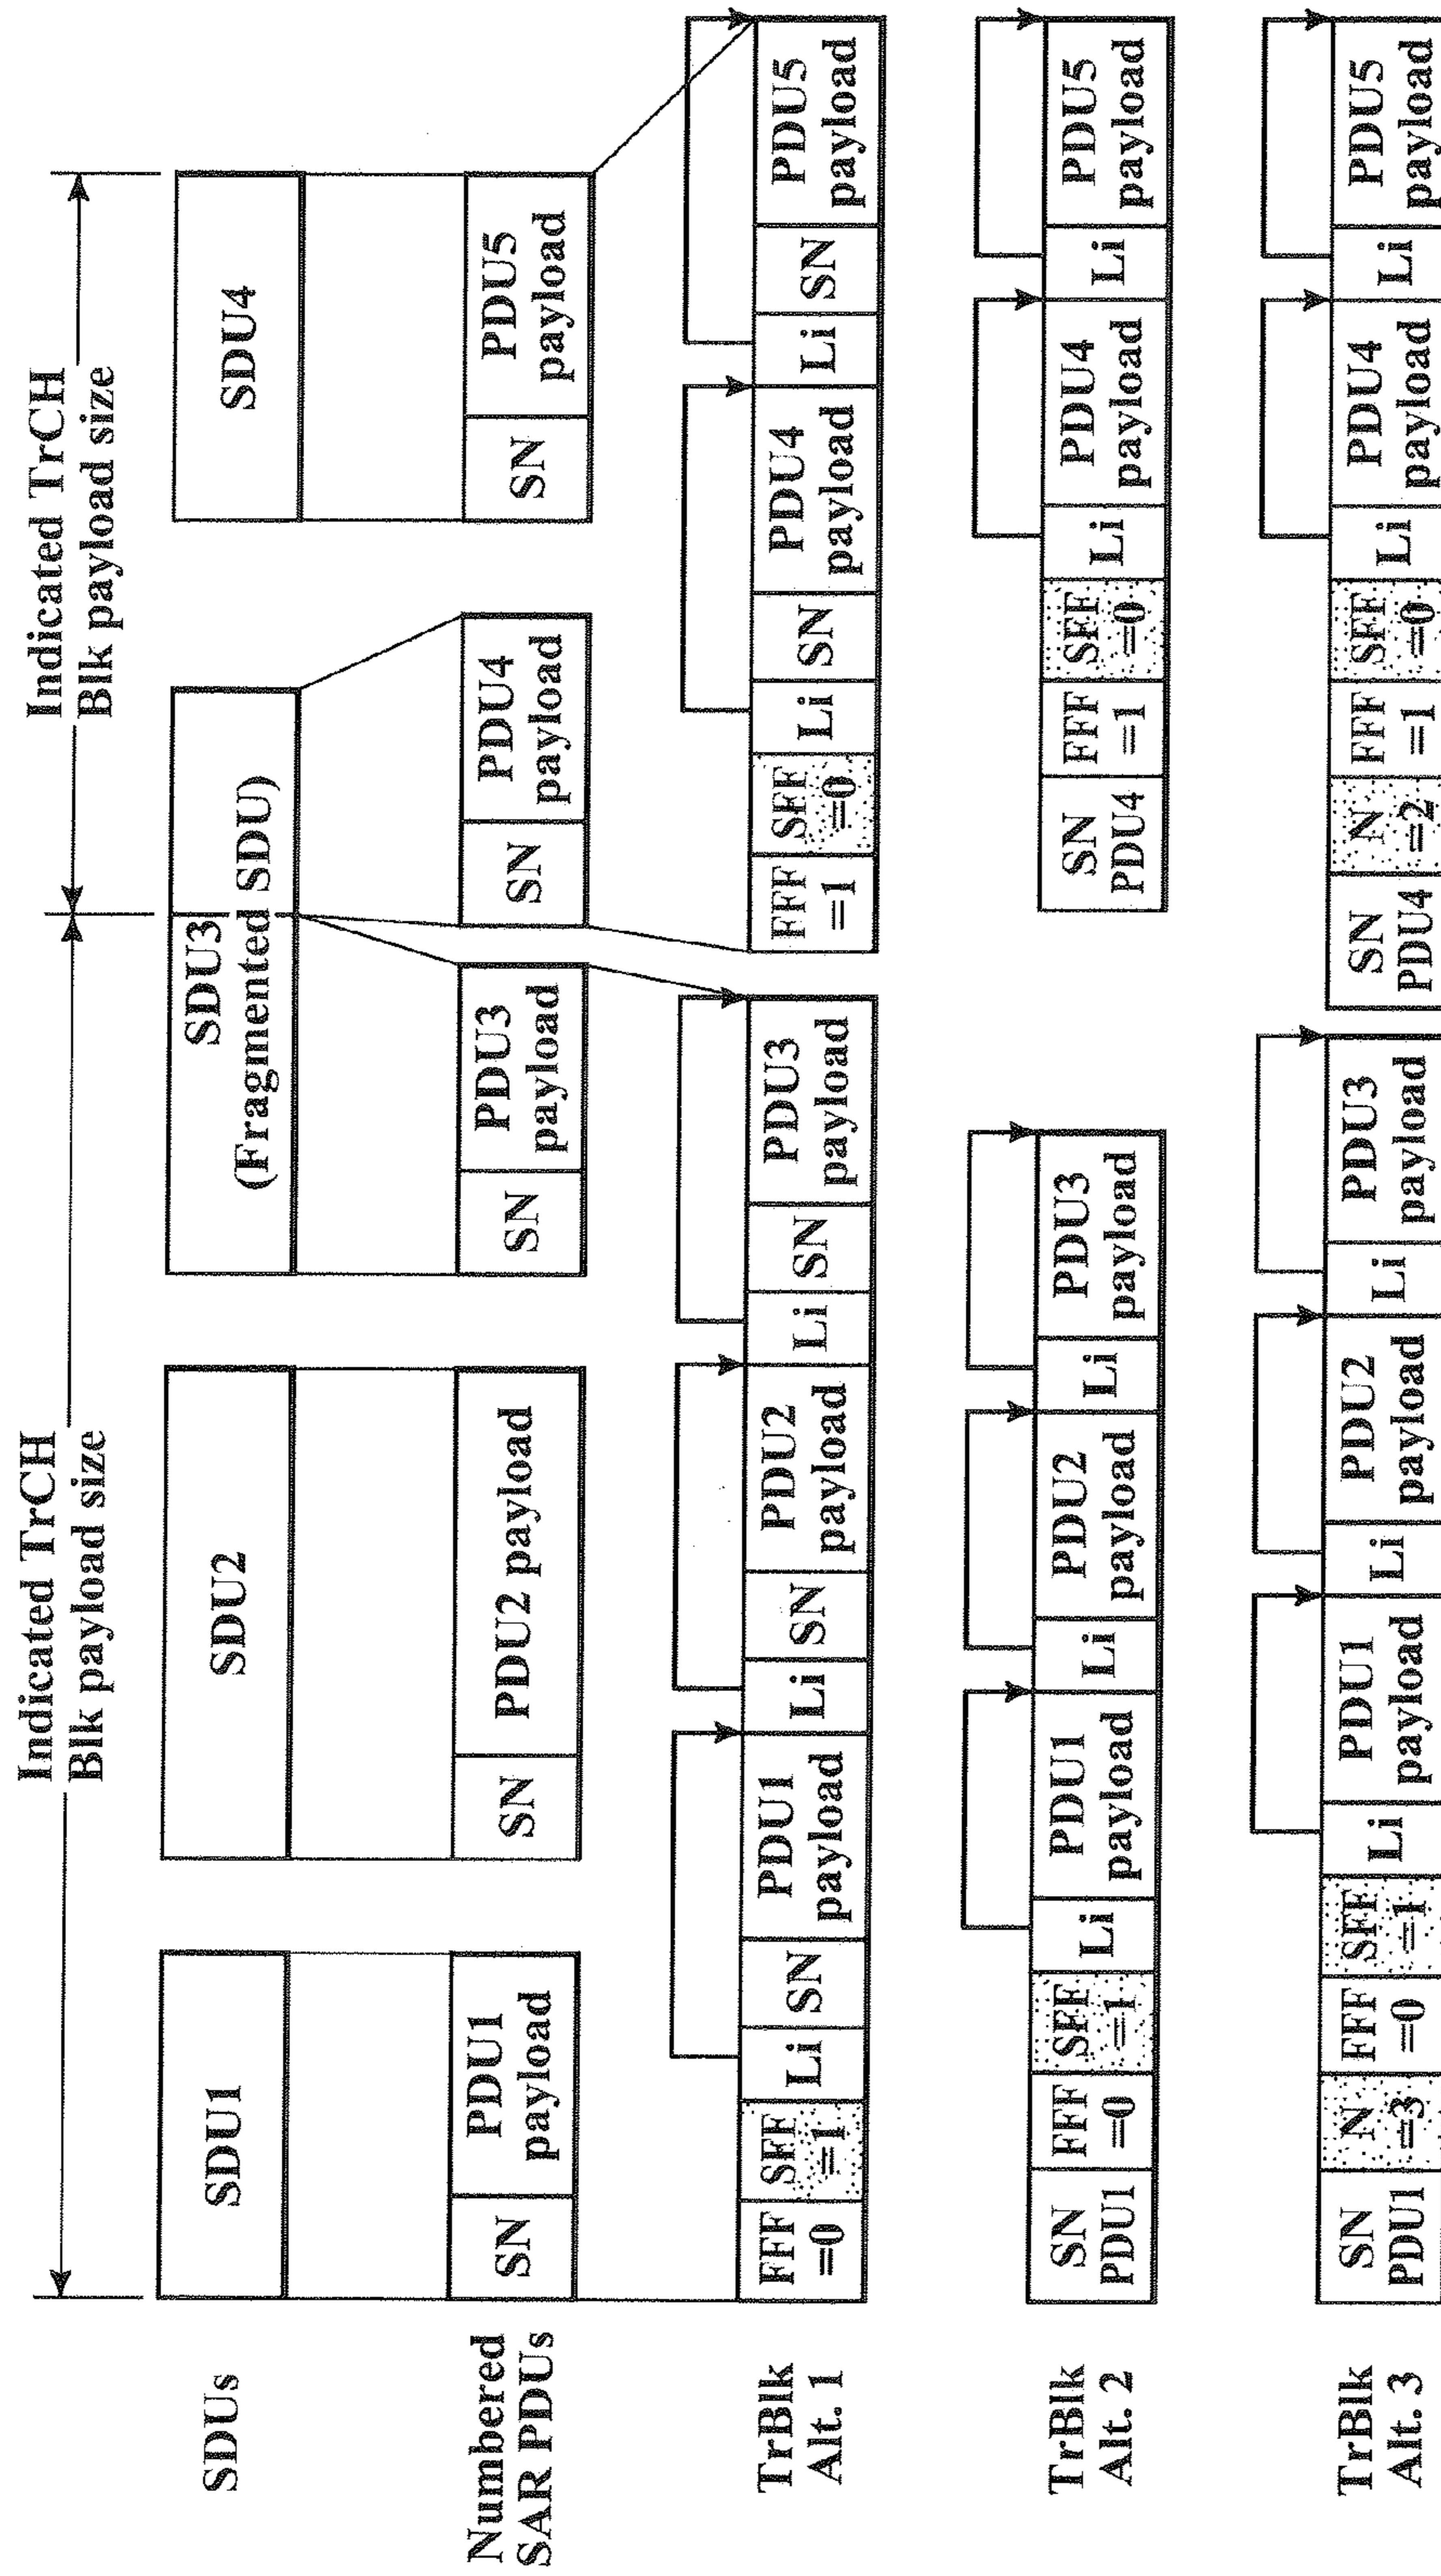 Indicated TrCH
Blk payload size
Indicated TrCH
Blk payload size
SDUs
SDU1
SDU2
SDU3
(Fragmented SDU)
SDU4
Numbered
SAR PDUs
SN
PDU1
payload
SN
PDU2 payload
SN
PDU3
payload
SN
PDU4
payload
SN
PDU5
payload
TrBlk
Alt. 1
FFF
=0
SFF
=1
Li
SN
PDU1
payload
Li
SN
PDU2
payload
Li
SN
PDU3
payload
FFF
=1
SFF
=0
Li
SN
PDU4
payload
Li
SN
PDU5
payload
TrBlk
Alt. 2
SN
PDU1
FFF
=0
SFF
=1
Li
PDU1
payload
Li
PDU2
payload
Li
PDU3
payload
SN
PDU4
FFF
=1
SFF
=0
Li
PDU4
payload
Li
PDU5
payload
TrBlk
Alt. 3
SN
PDU1
N
=3
FFF
=0
SFF
=1
Li
PDU1
payload
Li
PDU2
payload
Li
PDU3
payload
SN
PDU4
N
=2
FFF
=1
SFF
=0
Li
PDU4
payload
Li
PDU5
payload